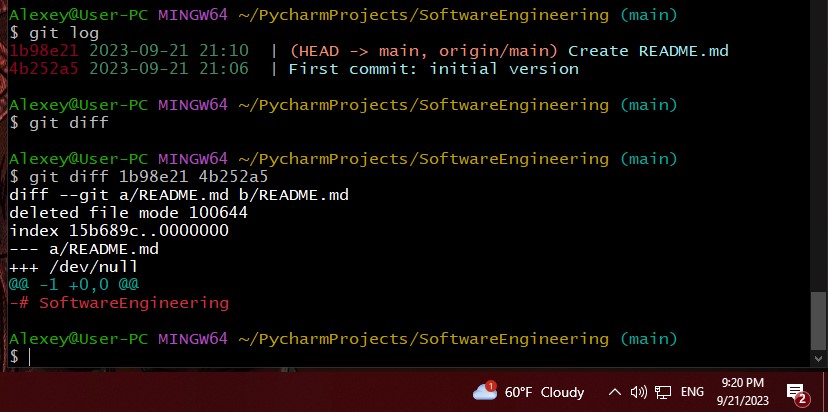 Alexey@User-PC MINGW64 ~/PycharmProjects/SoftwareEngineering (main)
$ git log
1b98e21 2023-09-21 21:10  | (HEAD -> main, origin/main) Create README.md
4b252a5 2023-09-21 21:06  | First commit: initial version
Alexey@User-PC MINGW64 ~/PycharmProjects/SoftwareEngineering (main)
$ git diff
Alexey@User-PC MINGW64 ~/PycharmProjects/SoftwareEngineering (main)
$ git diff 1b98e21 4b252a5
diff --git a/README.md b/README.md
deleted file mode 100644
index 15b689c..0000000
--- a/README.md
+++ /dev/null
@@ -1 +0,0 @@
-# SoftwareEngineering
Alexey@User-PC MINGW64 ~/PycharmProjects/SoftwareEngineering (main)
$
1 60°F Cloudy ENG 9:20 PM
9/21/2023 2